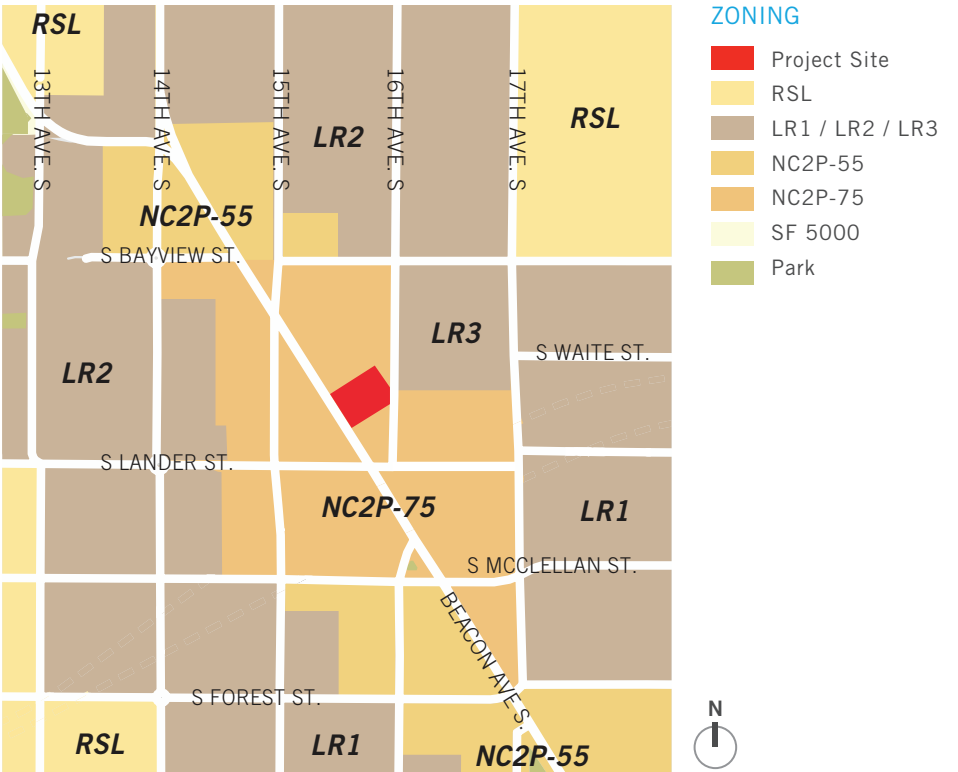 ZONING
Project Site
RSL
LR1 / LR2 / LR3
NC2P-55
NC2P-75
SF 5000
Park
RSL
13TH AVE. S
14TH AVE. S
15TH AVE. S
16TH AVE. S
17TH AVE. S
LR2
RSL
NC2P-55
S BAYVIEW ST.
LR3
S WAITE ST.
LR2
S LANDER ST.
NC2P-75
LR1
S MCCLELLAN ST.
BEACON AVE S.
S FOREST ST.
RSL
LR1
NC2P-55
N